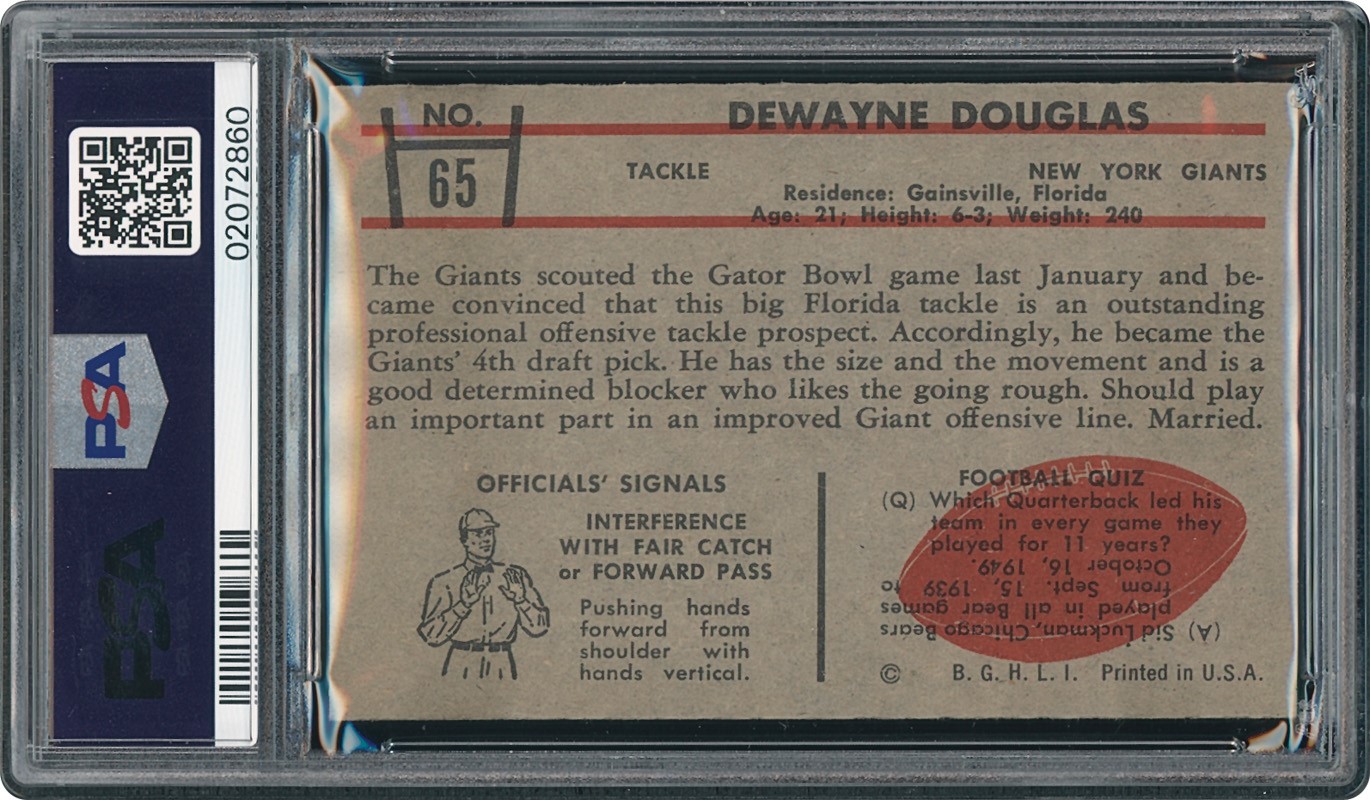 NO.
65
DEWAYNE DOUGLAS
TACKLE
NEW YORK GIANTS
Residence: Gainsville, Florida
Age: 21; Height: 6-3; Weight: 240
The Giants scouted the Gator Bowl game last January and be-
came convinced that this big Florida tackle is an outstanding
professional offensive tackle prospect. Accordingly, he became the
Giants' 4th draft pick. He has the size and the movement and is a
good determined blocker who likes the going rough. Should play
an important part in an improved Giant offensive line. Married.
OFFICIALS' SIGNALS
INTERFERENCE
WITH FAIR CATCH
or FORWARD PASS
Pushing hands
forward from
shoulder with
hands vertical.
FOOTBALL QUIZ
(Q) Which Quarterback led his
team in every game they
played for 11 years?
(A) Sid Luckman, Chicago Bears
played in all Bear games
from Sept. 15, 1939 to
October 16, 1949.
© B. G. H. L. I. Printed in U.S.A.
02072860
PSA
PSA